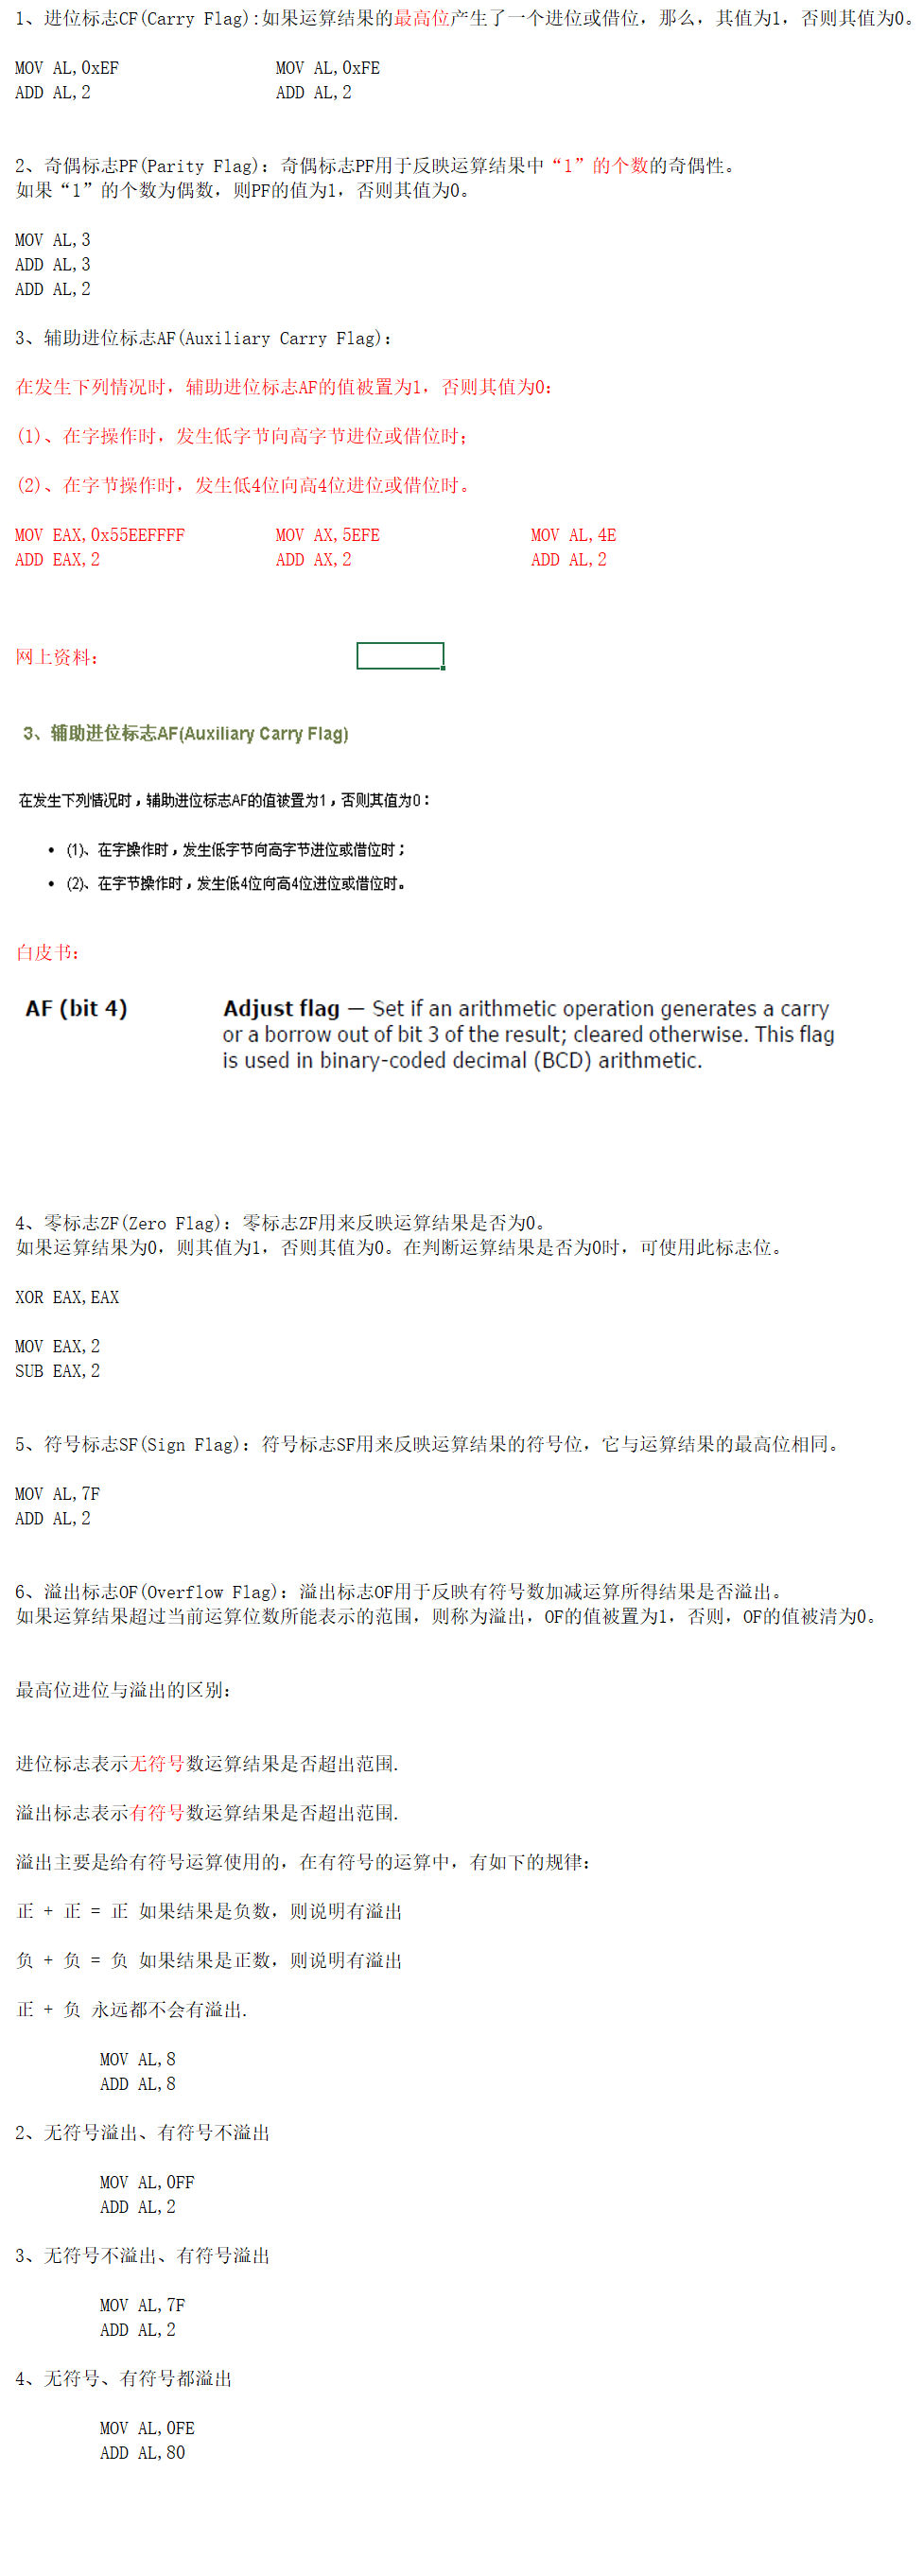 1、进位标志CF(Carry Flag):如果运算结果的最高位产生了一个进位或借位，那么，其值为1，否则其值为0。
MOV AL,0xEF MOV AL,0xFE
ADD AL,2 ADD AL,2
2、奇偶标志PF(Parity Flag)：奇偶标志PF用于反映运算结果中“1”的个数的奇偶性。
如果“1”的个数为偶数，则PF的值为1，否则其值为0。
MOV AL,3
ADD AL,3
ADD AL,2
3、辅助进位标志AF(Auxiliary Carry Flag)：
在发生下列情况时，辅助进位标志AF的值被置为1，否则其值为0：
(1)、在字操作时，发生低字节向高字节进位或借位时；
(2)、在字节操作时，发生低4位向高4位进位或借位时。
MOV EAX,0x55EEFFFF MOV AX,5EFE MOV AL,4E
ADD EAX,2 ADD AX,2 ADD AL,2
网上资料：
3、辅助进位标志AF(Auxiliary Carry Flag)
在发生下列情况时，辅助进位标志AF的值被置为1，否则其值为0：
• (1)、在字操作时，发生低字节向高字节进位或借位时；
• (2)、在字节操作时，发生低4位向高4位进位或借位时。
白皮书：
AF (bit 4) Adjust flag — Set if an arithmetic operation generates a carry
or a borrow out of bit 3 of the result; cleared otherwise. This flag
is used in binary-coded decimal (BCD) arithmetic.
4、零标志ZF(Zero Flag)：零标志ZF用来反映运算结果是否为0。
如果运算结果为0，则其值为1，否则其值为0。在判断运算结果是否为0时，可使用此标志位。
XOR EAX,EAX
MOV EAX,2
SUB EAX,2
5、符号标志SF(Sign Flag)：符号标志SF用来反映运算结果的符号位，它与运算结果的最高位相同。
MOV AL,7F
ADD AL,2
6、溢出标志OF(Overflow Flag)：溢出标志OF用于反映有符号数加减运算所得结果是否溢出。
如果运算结果超过当前运算位数所能表示的范围，则称为溢出，OF的值被置为1，否则，OF的值被清为0。
最高位进位与溢出的区别：
进位标志表示无符号数运算结果是否超出范围.
溢出标志表示有符号数运算结果是否超出范围.
溢出主要是给有符号运算使用的，在有符号的运算中，有如下的规律：
正 + 正 = 正 如果结果是负数，则说明有溢出
负 + 负 = 负 如果结果是正数，则说明有溢出
正 + 负 永远都不会有溢出.
MOV AL,8
ADD AL,8
2、无符号溢出、有符号不溢出
MOV AL,0FF
ADD AL,2
3、无符号不溢出、有符号溢出
MOV AL,7F
ADD AL,2
4、无符号、有符号都溢出
MOV AL,0FE
ADD AL,80